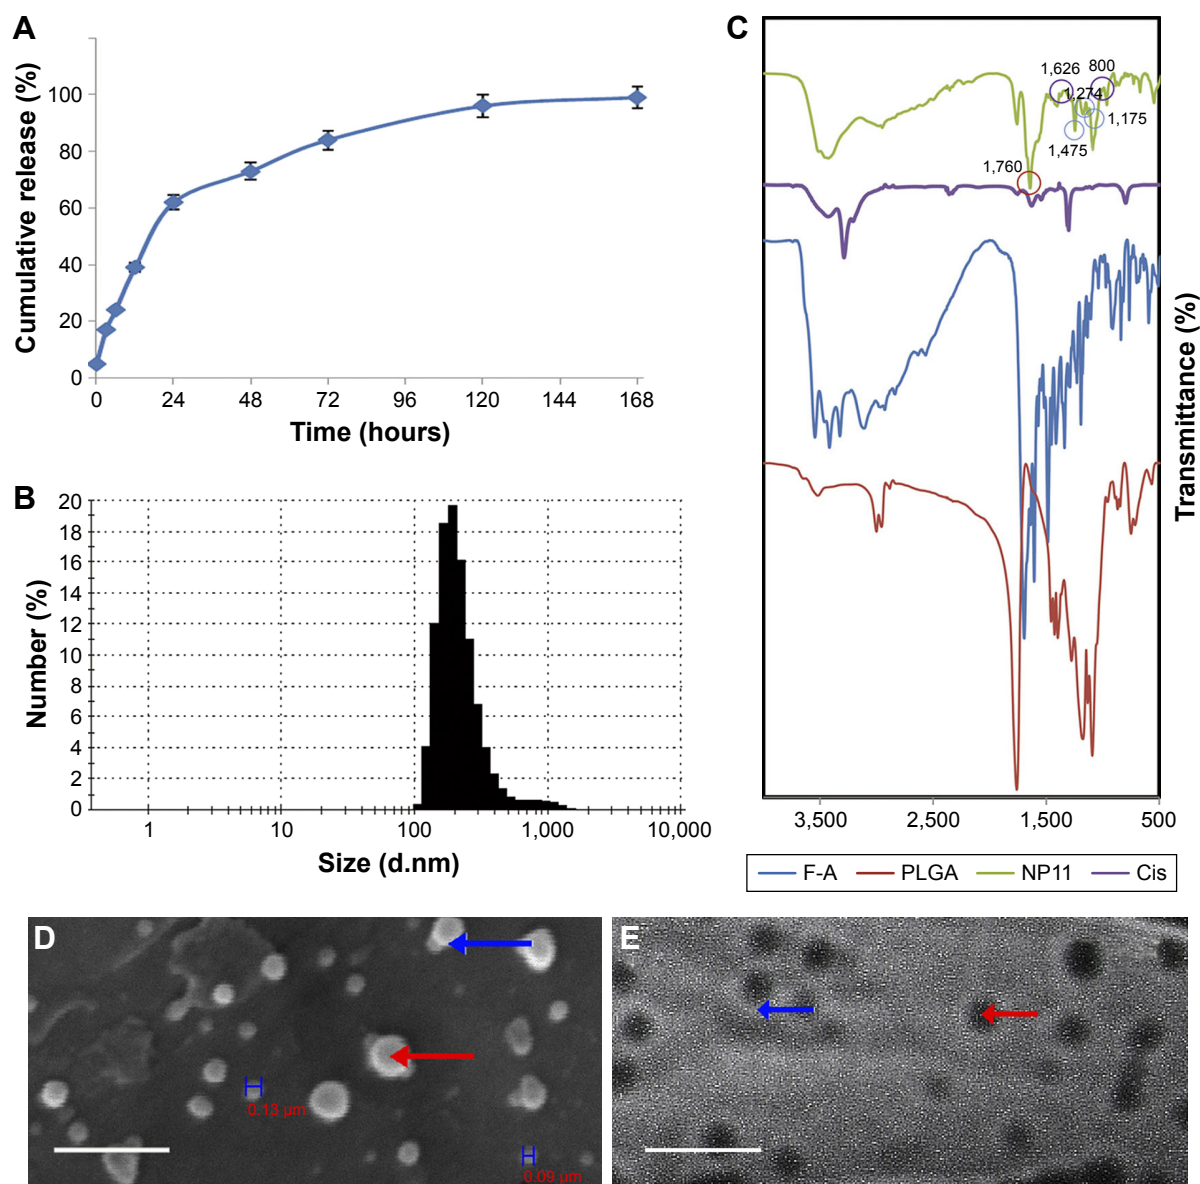 A
Cumulative release (%)
100
80
60
40
20
0
0 24 48 72 96 120 144 168
Time (hours)
B
Number (%)
20
18
16
14
12
10
8
6
4
2
0
1 10 100 1,000 10,000
Size (d.nm)
C
1,626 800
1,274
1,175
1,475
1,760
Transmittance (%)
3,500 2,500 1,500 500
F-A PLGA NP11 Cis
D
0.13 µm
0.09 µm
E